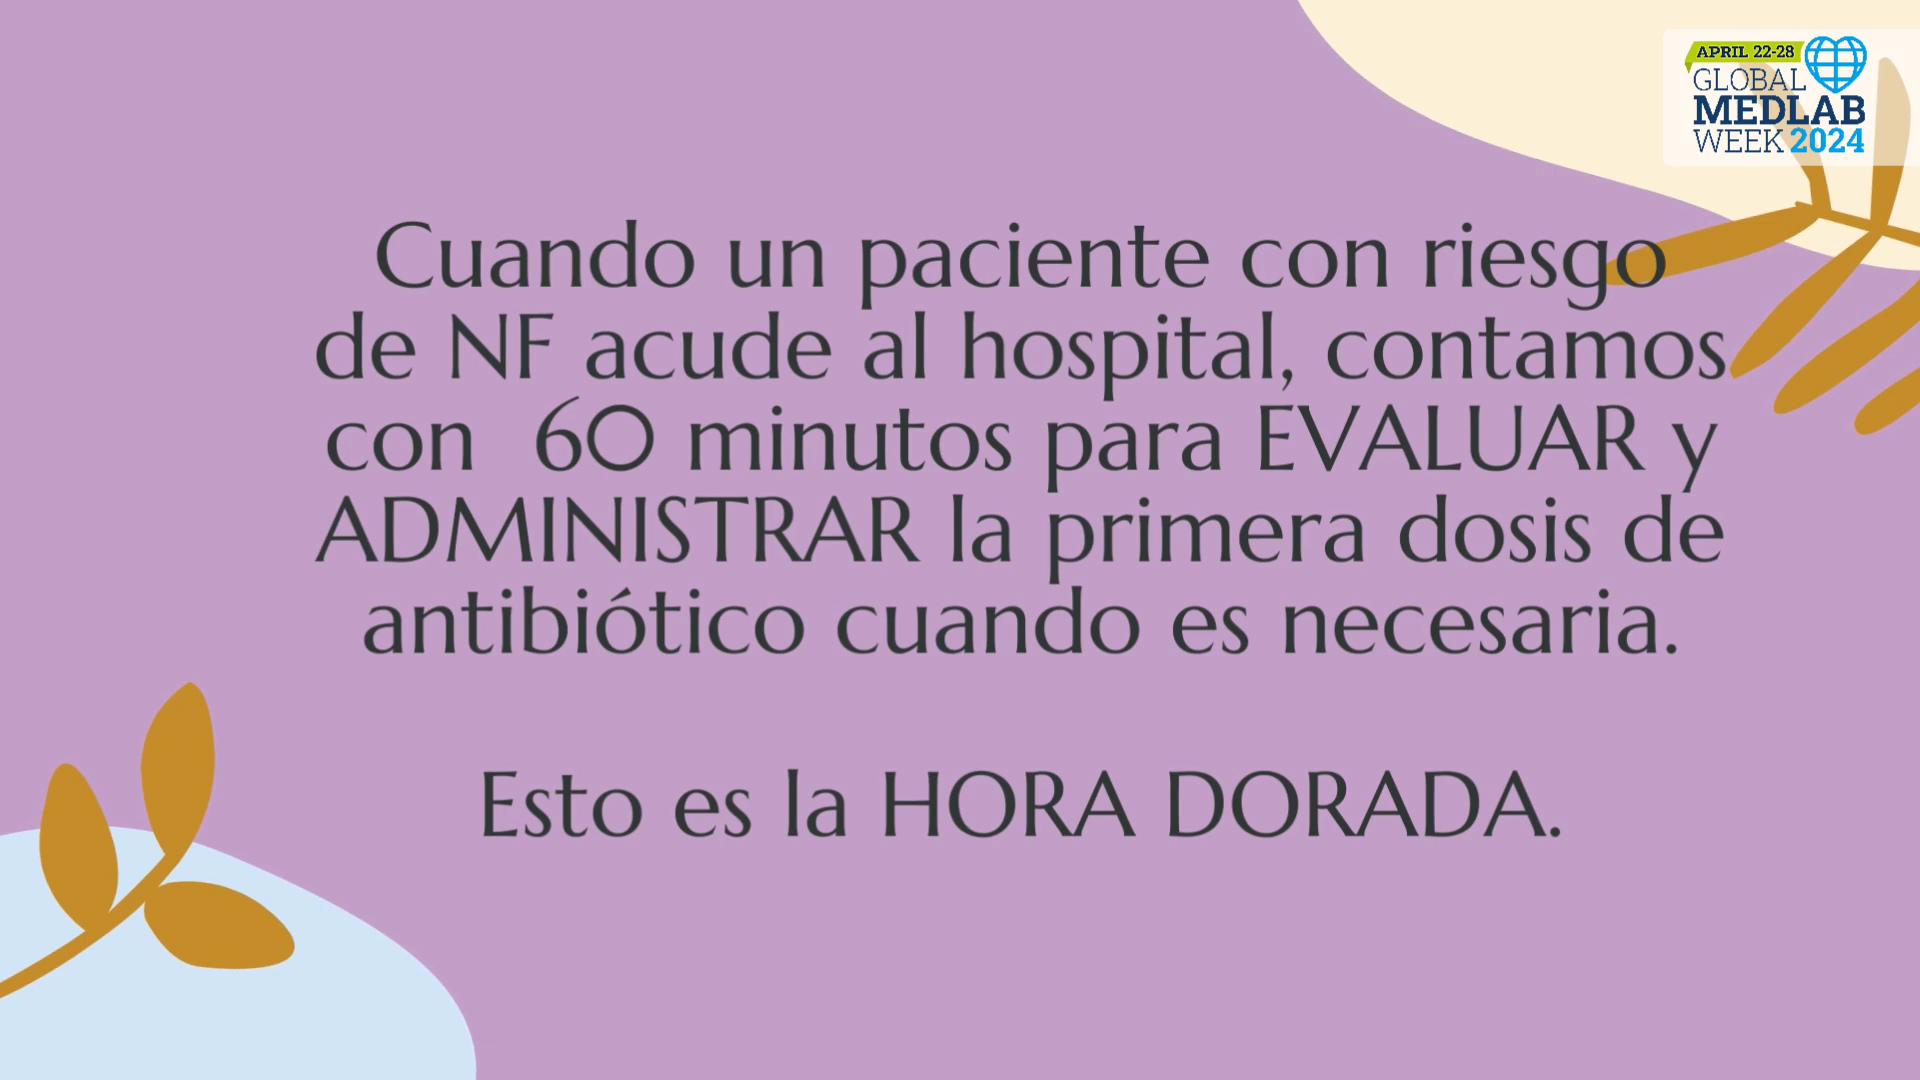 APRIL 22-28
GLOBAL
MEDLAB
WEEK 2024
Cuando un paciente con riesgo
de NF acude al hospital, contamos
con 60 minutos para EVALUAR y
ADMINISTRAR la primera dosis de
antibiótico cuando es necesaria.
Esto es la HORA DORADA.